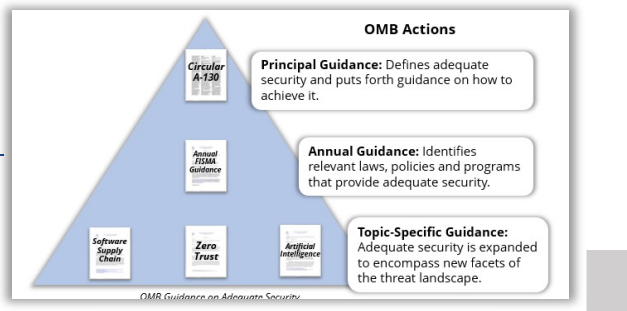 OMB Actions
Circular
A-130
Principal Guidance: Defines adequate
security and puts forth guidance on how to
achieve it.
Annual
FISMA
Guidance
Annual Guidance: Identifies
relevant laws, policies and programs
that provide adequate security.
Software
Supply
Chain
Zero
Trust
Artificial
Intelligence
Topic-Specific Guidance:
Adequate security is expanded
to encompass new facets of
the threat landscape.
OMB Guidance on Adequate Security